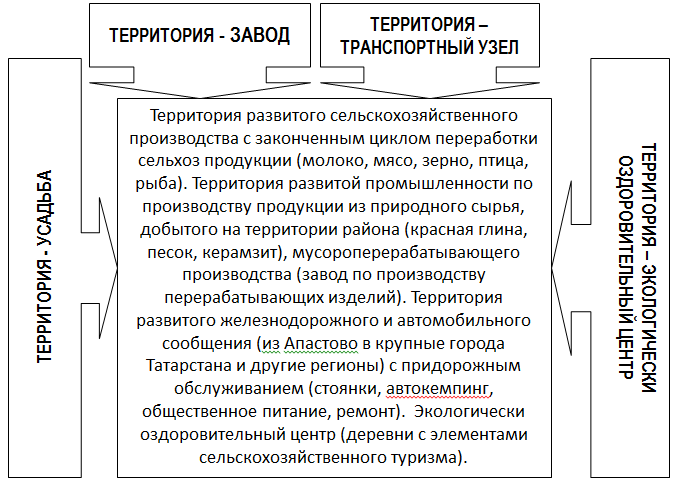 ТЕРРИТОРИЯ - ЗАВОД
ТЕРРИТОРИЯ –
ТРАНСПОРТНЫЙ УЗЕЛ
ТЕРРИТОРИЯ - УСАДЬБА
Территория развитого сельскохозяйственного
производства с законченным циклом переработки
сельхоз продукции (молоко, мясо, зерно, птица,
рыба). Территория развитой промышленности по
производству продукции из природного сырья,
добытого на территории района (красная глина,
песок, керамзит), мусороперерабатывающего
производства (завод по производству
перерабатывающих изделий). Территория
развитого железнодорожного и автомобильного
сообщения (из Апастово в крупные города
Татарстана и другие регионы) с придорожным
обслуживанием (стоянки, автокемпинг,
общественное питание, ремонт).  Экологически
оздоровительный центр (деревни с элементами
сельскохозяйственного туризма).
ТЕРРИТОРИЯ – ЭКОЛОГИЧЕСКИ
ОЗДОРОВИТЕЛЬНЫЙ ЦЕНТР